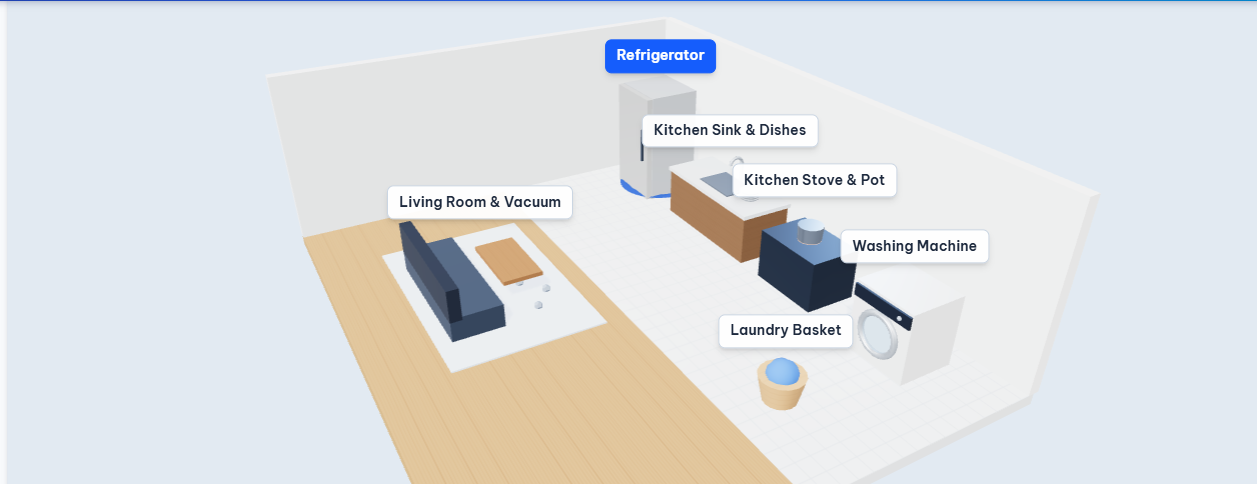 Refrigerator
Kitchen Sink & Dishes
Kitchen Stove & Pot
Living Room & Vacuum
Washing Machine
Laundry Basket